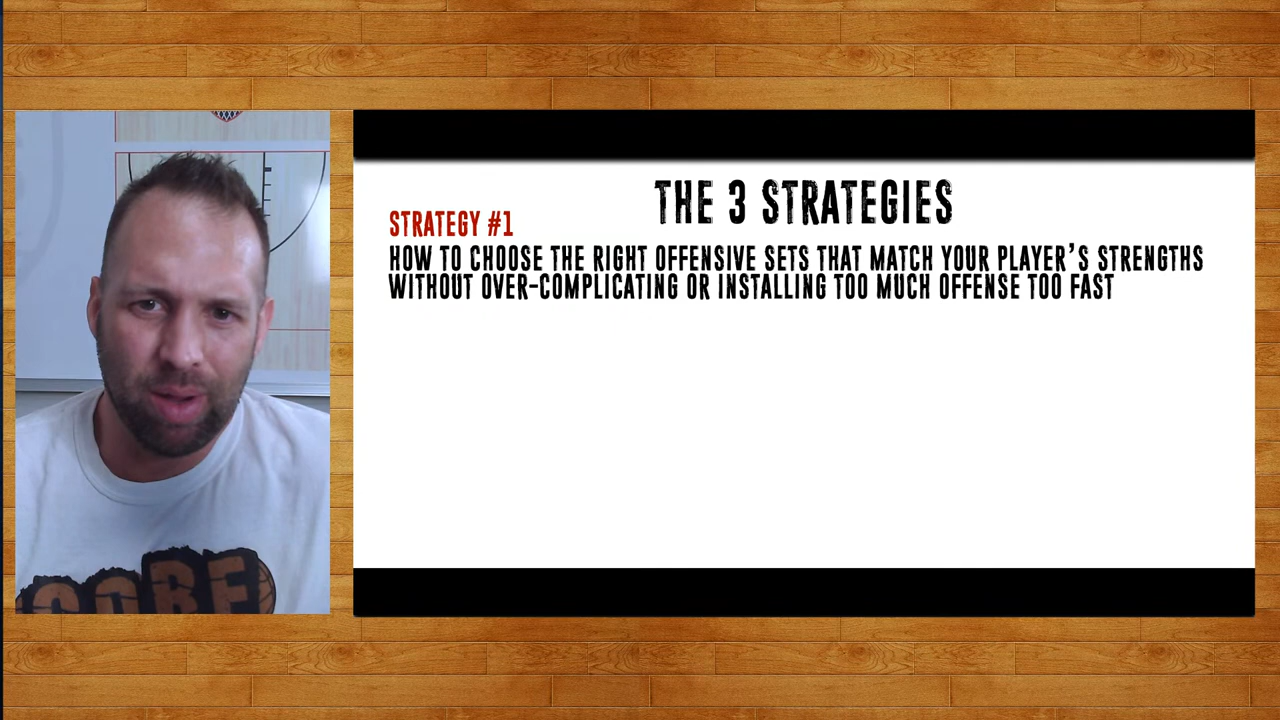 THE 3 STRATEGIES
STRATEGY #1
HOW TO CHOOSE THE RIGHT OFFENSIVE SETS THAT MATCH YOUR PLAYER'S STRENGTHS
WITHOUT OVER-COMPLICATING OR INSTALLING TOO MUCH OFFENSE TOO FAST